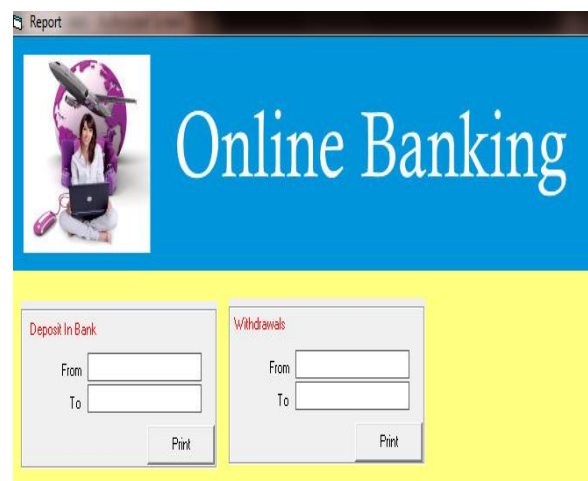 Report
Online Banking
Deposit In Bank
From
To
Print
Withdrawals
From
To
Print